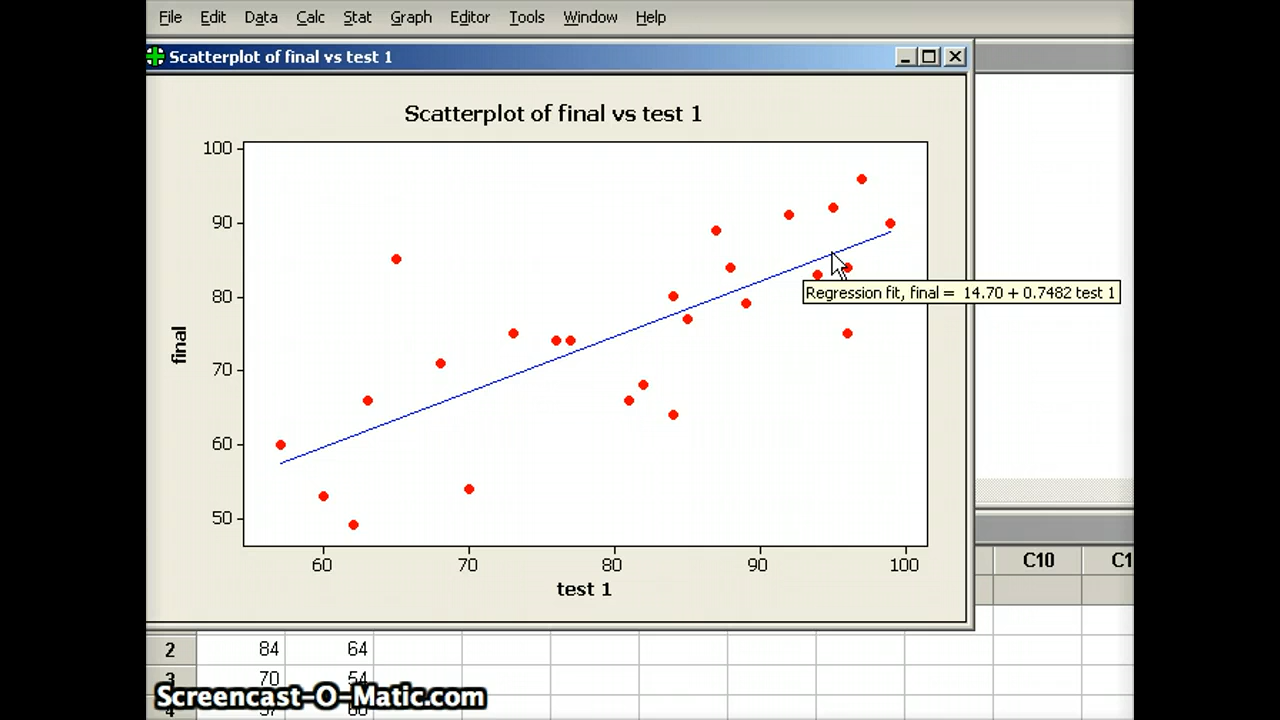 File Edit Data Calc Stat Graph Editor Tools Window Help
Scatterplot of final vs test 1
Scatterplot of final vs test 1
100
90
80
70
60
50
final
Regression fit, final = 14.70 + 0.7482 test 1
60 70 80 90 100
test 1
C10
2 84 64
3 70 54
Screencast-O-Matic.com